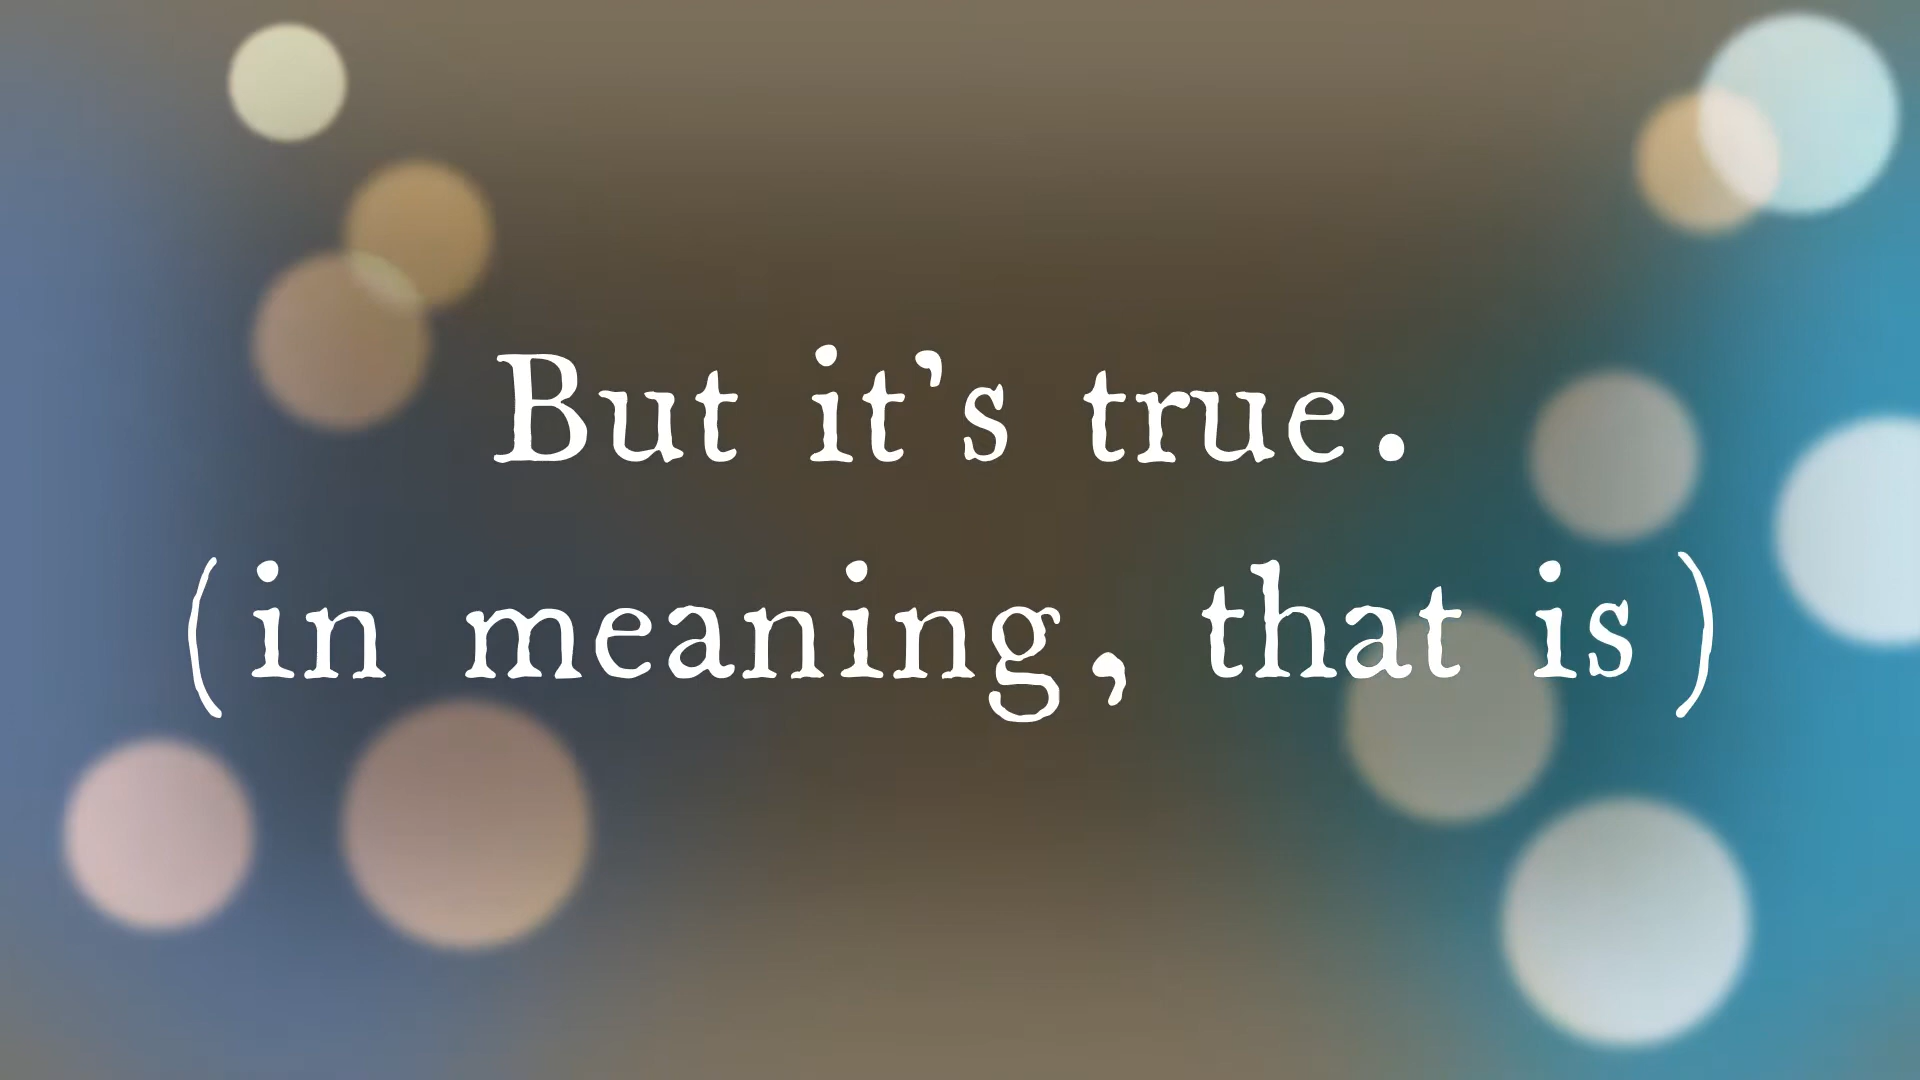 But it’s true.
(in meaning, that is)